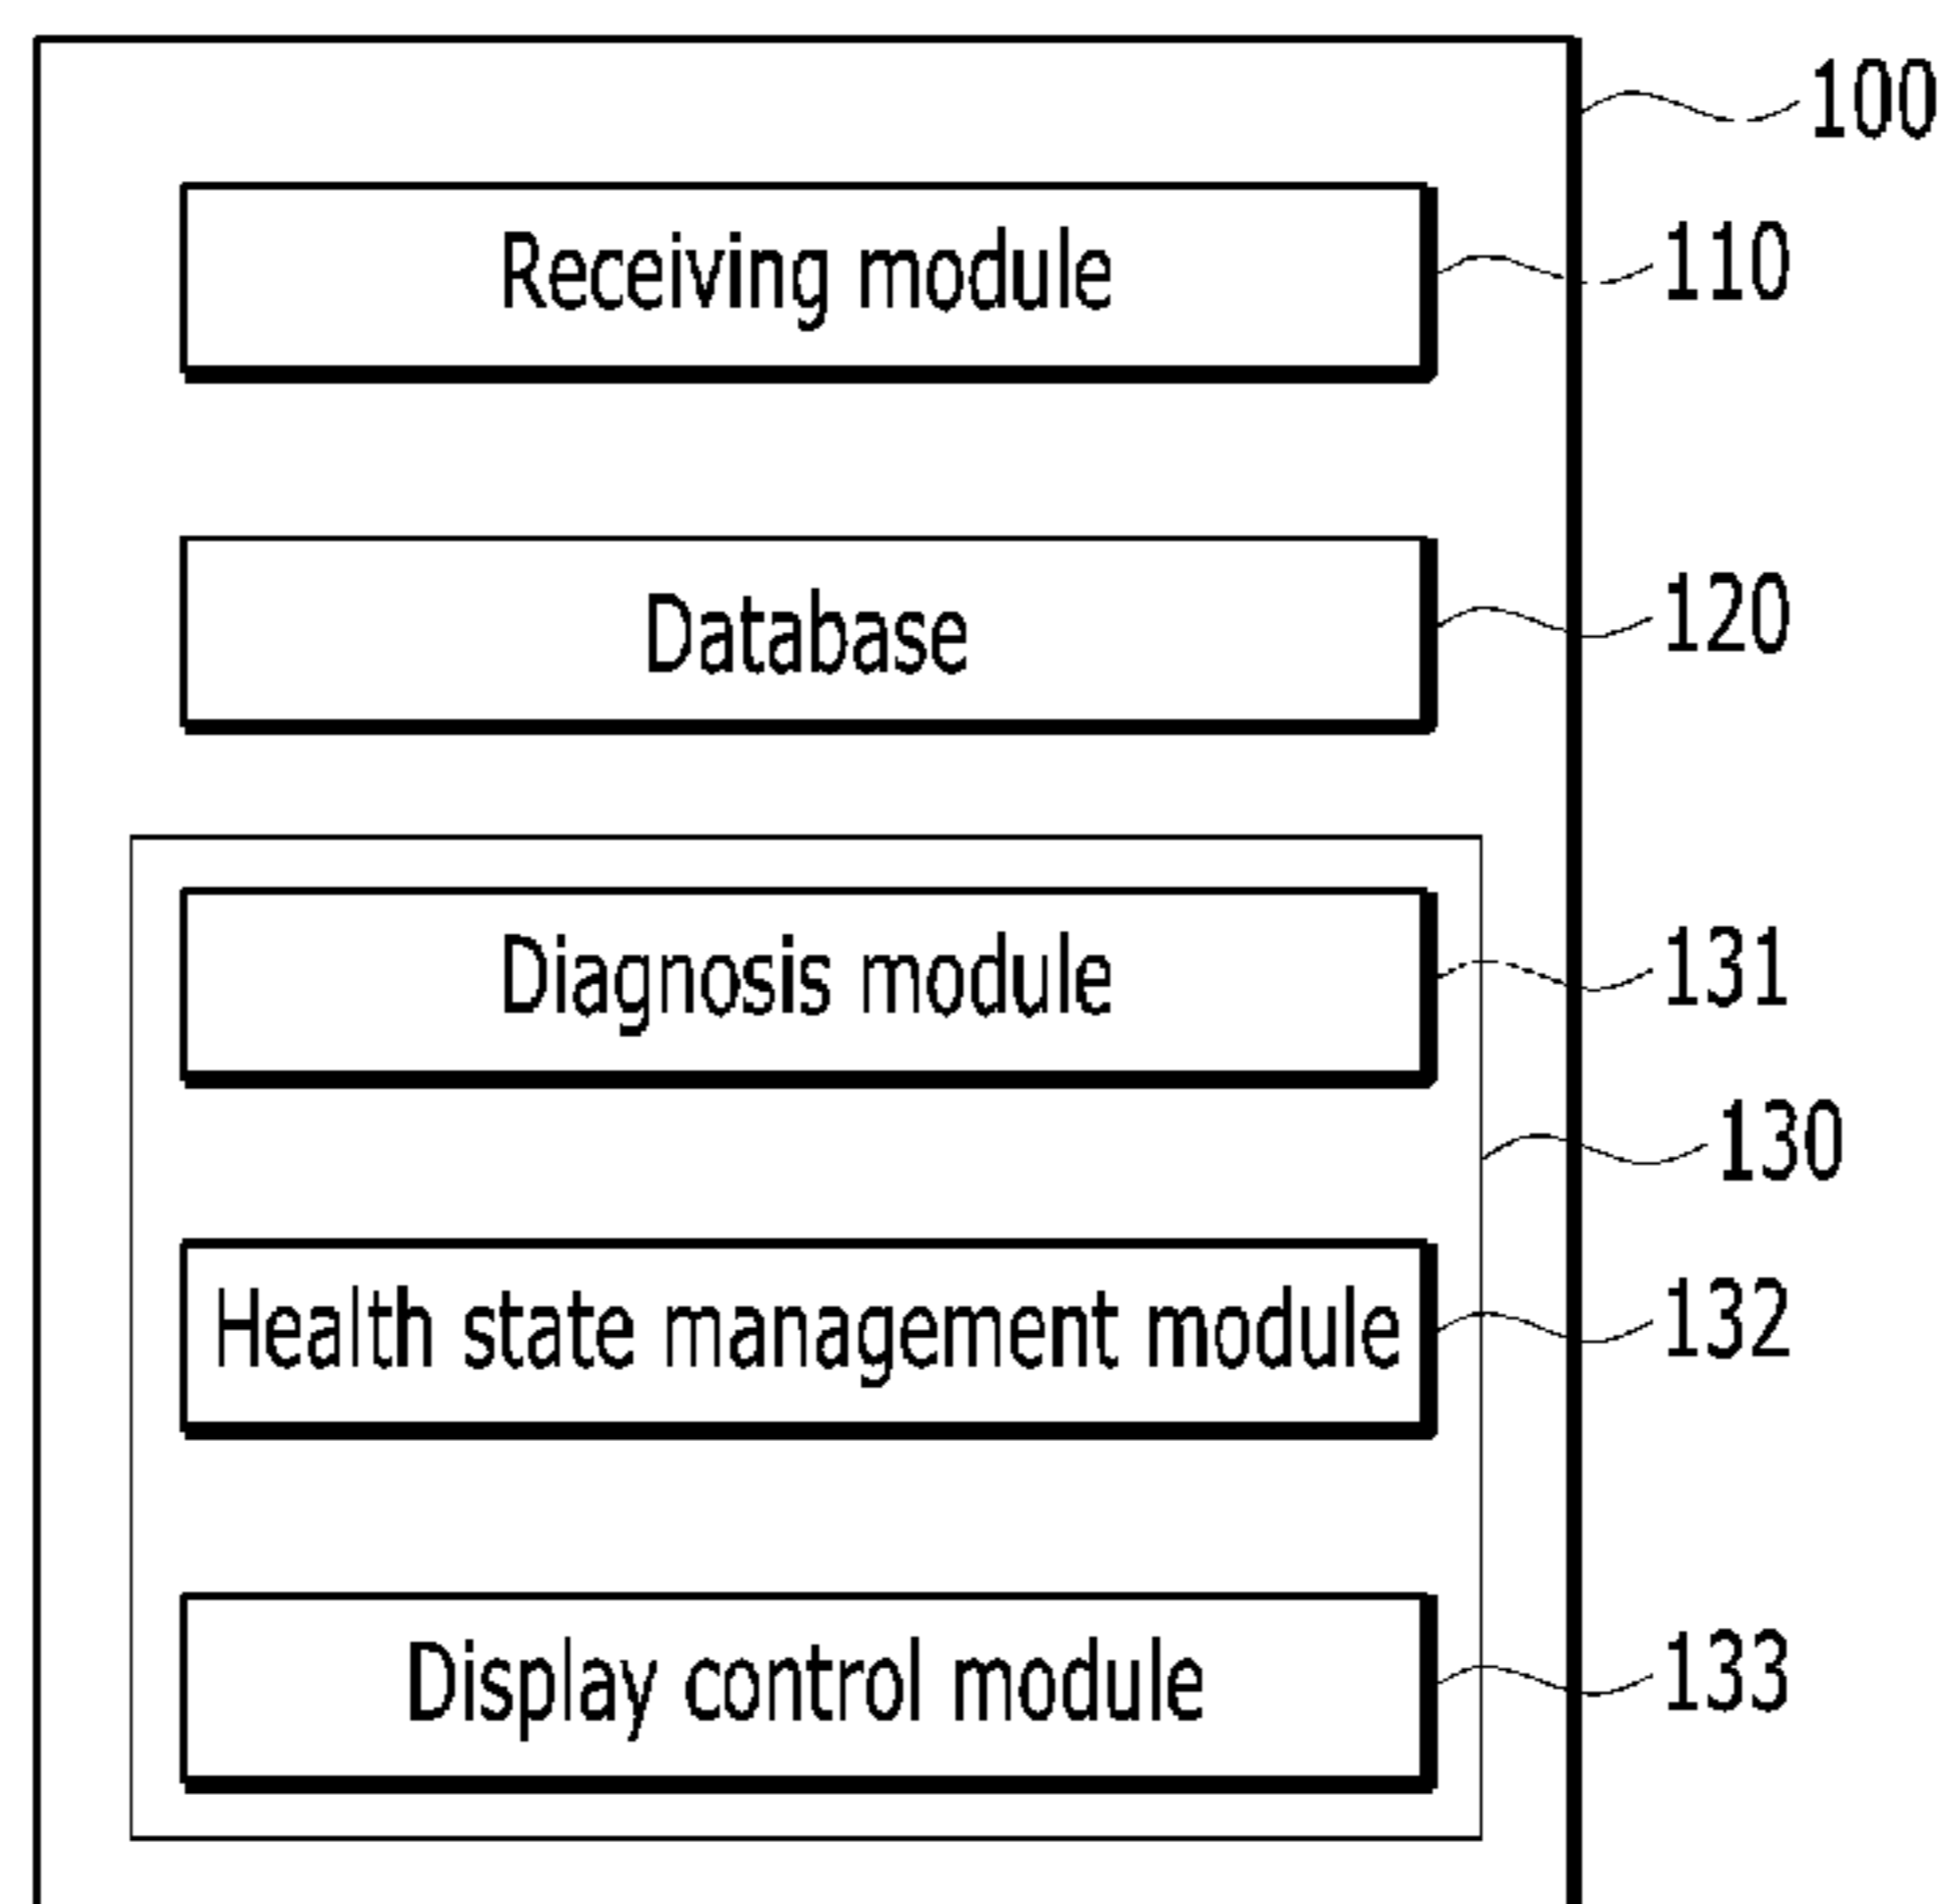 100
Receiving module 110
Database 120
Diagnosis module 131
130
Health state management module 132
Display control module 133